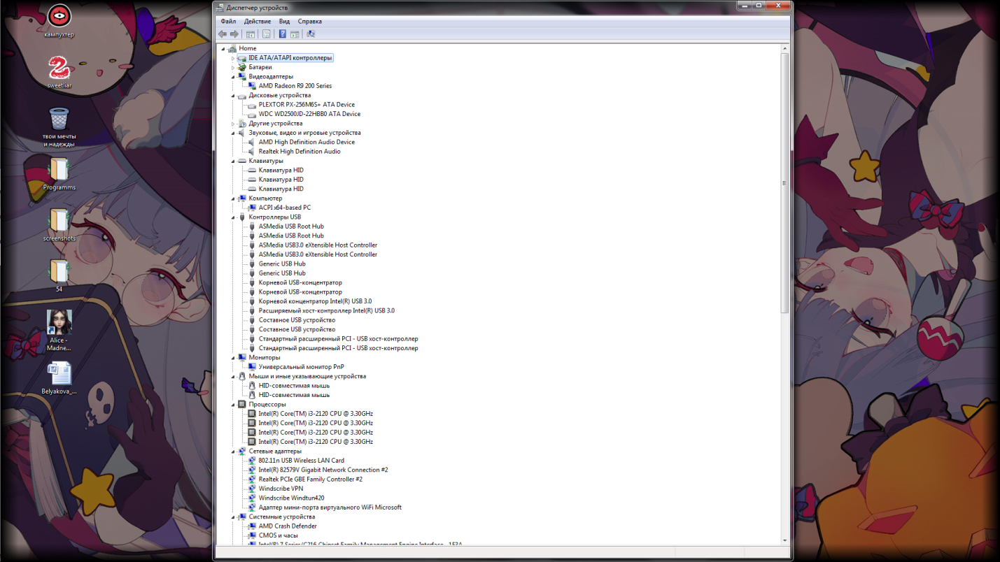 кампухтер
sweetliar
твои мечты
и надежды
Programms
screenshots
54
Alice -
Madne...
Belyakova_...
Диспетчер устройств
Файл Действие Вид Справка
Home
IDE ATA/ATAPI контроллеры
Батареи
Видеоадаптеры
AMD Radeon R9 200 Series
Дисковые устройства
PLEXTOR PX-256M6S+ ATA Device
WDC WD2500JD-22HBB0 ATA Device
Другие устройства
Звуковые, видео и игровые устройства
AMD High Definition Audio Device
Realtek High Definition Audio
Клавиатуры
Клавиатура HID
Клавиатура HID
Клавиатура HID
Компьютер
ACPI x64-based PC
Контроллеры USB
ASMedia USB Root Hub
ASMedia USB Root Hub
ASMedia USB3.0 eXtensible Host Controller
ASMedia USB3.0 eXtensible Host Controller
Generic USB Hub
Generic USB Hub
Корневой USB-концентратор
Корневой USB-концентратор
Корневой концентратор Intel(R) USB 3.0
Расширяемый хост-контроллер Intel(R) USB 3.0
Составное USB устройство
Составное USB устройство
Стандартный расширенный PCI - USB хост-контроллер
Стандартный расширенный PCI - USB хост-контроллер
Мониторы
Универсальный монитор PnP
Мыши и иные указывающие устройства
HID-совместимая мышь
HID-совместимая мышь
Процессоры
Intel(R) Core(TM) i3-2120 CPU @ 3.30GHz
Intel(R) Core(TM) i3-2120 CPU @ 3.30GHz
Intel(R) Core(TM) i3-2120 CPU @ 3.30GHz
Intel(R) Core(TM) i3-2120 CPU @ 3.30GHz
Сетевые адаптеры
802.11n USB Wireless LAN Card
Intel(R) 82579V Gigabit Network Connection #2
Realtek PCIe GBE Family Controller #2
Windscribe VPN
Windscribe Windtun420
Адаптер мини-порта виртуального WiFi Microsoft
Системные устройства
AMD Crash Defender
CMOS и часы
Intel(R) 7 Series/C216 Chipset Family Management Engine Interface - 1E3A